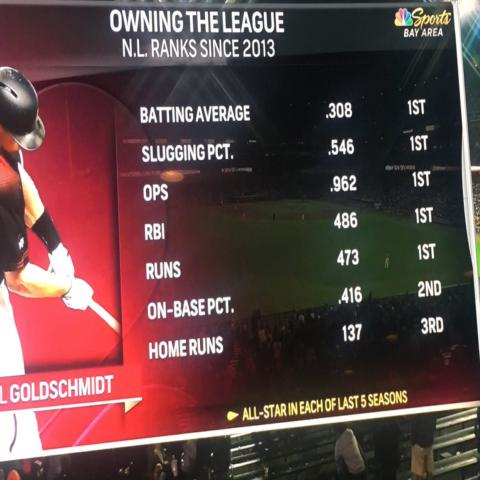 OWNING THE LEAGUE
N.L. RANKS SINCE 2013
Sports
BAY AREA
BATTING AVERAGE .308 1ST
SLUGGING PCT. .546 1ST
OPS .962 1ST
RBI 486 1ST
RUNS 473 1ST
ON-BASE PCT. .416 2ND
HOME RUNS 137 3RD
L GOLDSCHMIDT
ALL-STAR IN EACH OF LAST 5 SEASONS